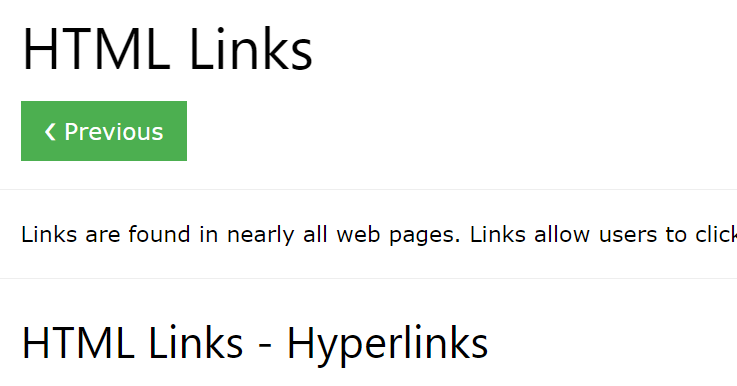 HTML Links
❮ Previous
Links are found in nearly all web pages. Links allow users to click
HTML Links - Hyperlinks